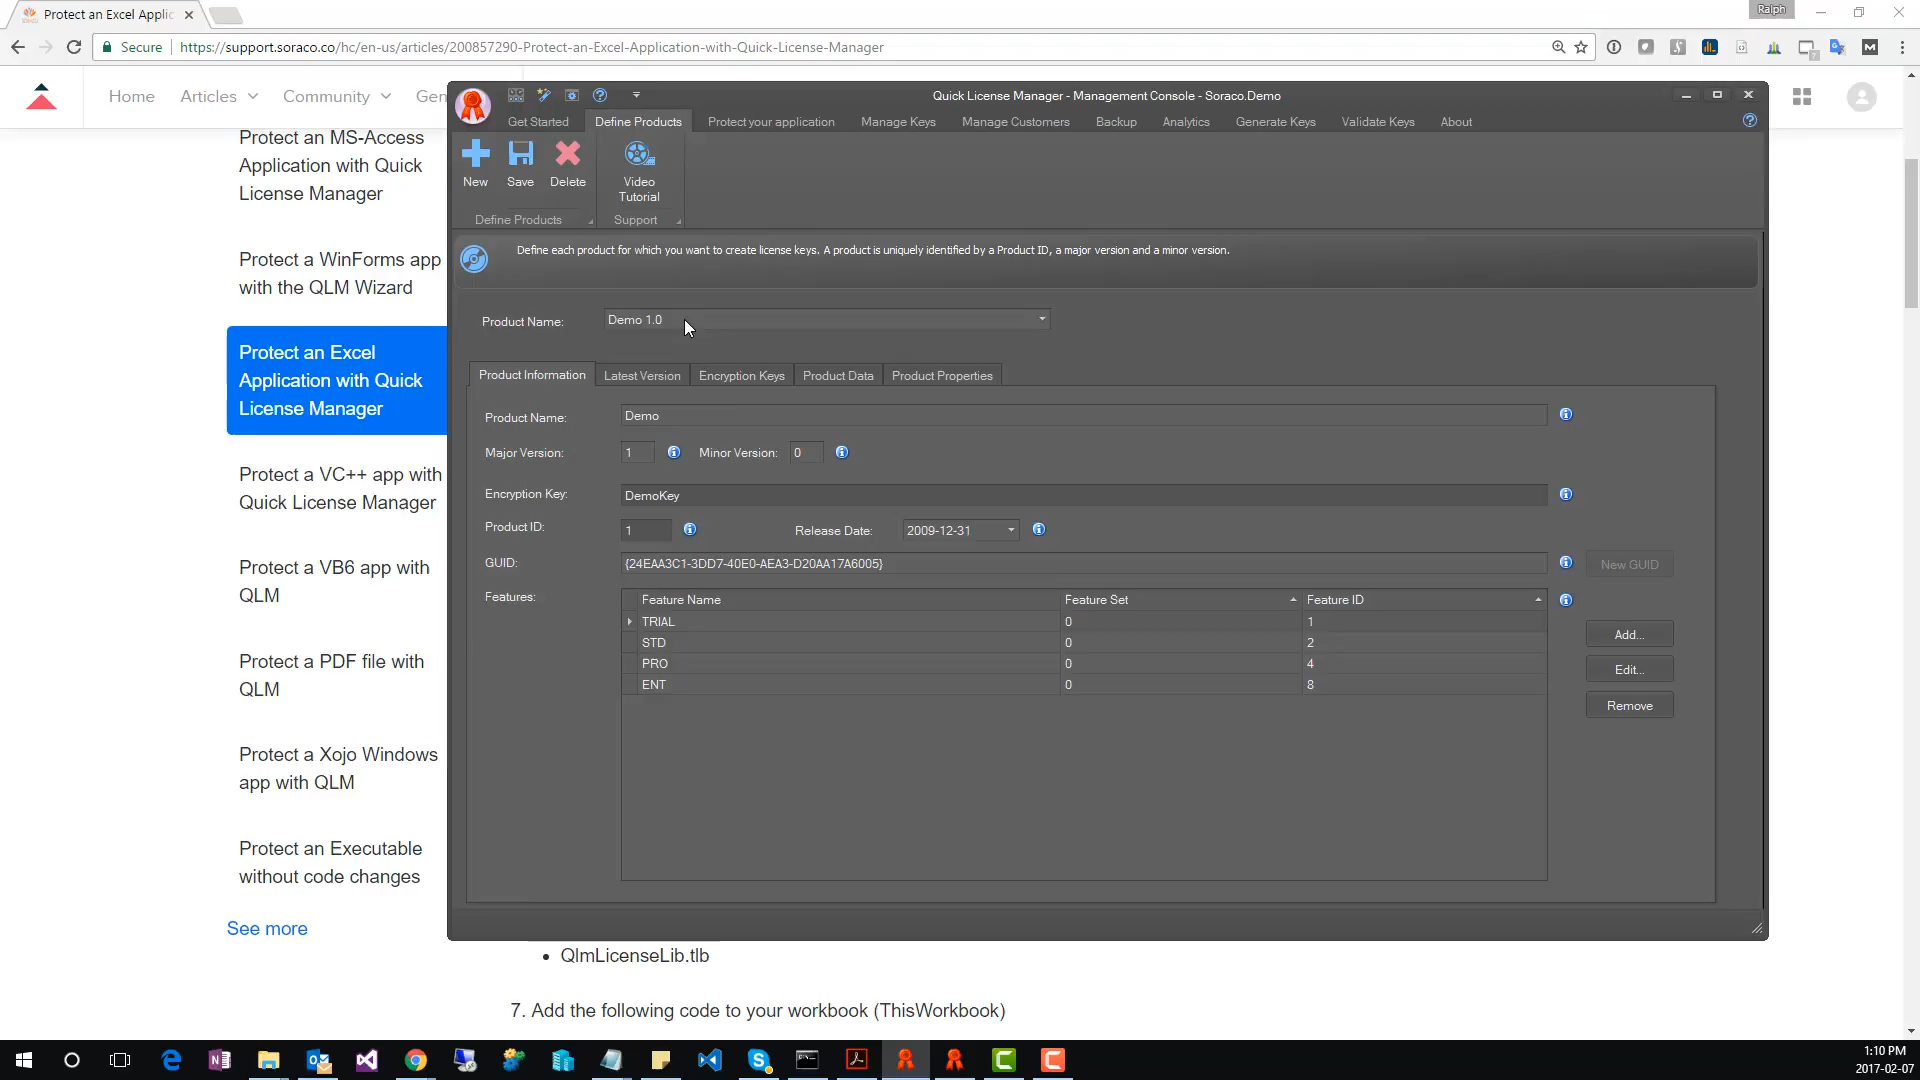 Protect an Excel Applic
Ralph
Secure
https://support.soraco.co/hc/en-us/articles/200857290-Protect-an-Excel-Application-with-Quick-License-Manager
Home
Articles
Community
Gen
Quick License Manager - Management Console - Soraco.Demo
Get Started
Define Products
Protect your application
Manage Keys
Manage Customers
Backup
Analytics
Generate Keys
Validate Keys
About
New
Save
Delete
Video
Tutorial
Define Products
Support
Define each product for which you want to create license keys. A product is uniquely identified by a Product ID, a major version and a minor version.
Product Name:
Demo 1.0
Product Information
Latest Version
Encryption Keys
Product Data
Product Properties
Product Name:
Demo
Major Version:
1
Minor Version:
0
Encryption Key:
DemoKey
Product ID:
1
Release Date:
2009-12-31
GUID:
{24EAA3C1-3DD7-40E0-AEA3-D20AA17A6005}
New GUID
Features:
Feature Name
Feature Set
Feature ID
TRIAL
0
1
STD
0
2
PRO
0
4
ENT
0
8
Add...
Edit...
Remove
Protect an MS-Access
Application with Quick
License Manager
Protect a WinForms app
with the QLM Wizard
Protect an Excel
Application with Quick
License Manager
Protect a VC++ app with
Quick License Manager
Protect a VB6 app with
QLM
Protect a PDF file with
QLM
Protect a Xojo Windows
app with QLM
Protect an Executable
without code changes
See more
• QlmLicenseLib.tlb
7. Add the following code to your workbook (ThisWorkbook)
1:10 PM
2017-02-07